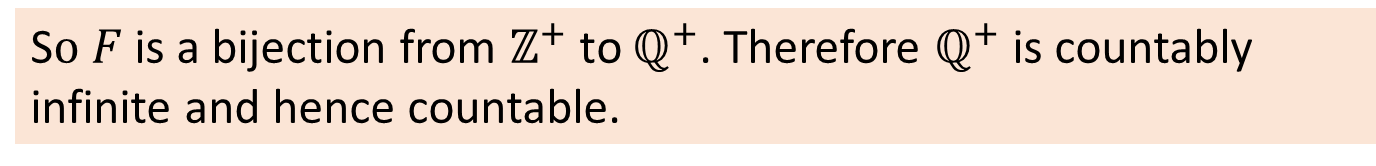 So F is a bijection from ℤ⁺ to ℚ⁺. Therefore ℚ⁺ is countably
infinite and hence countable.